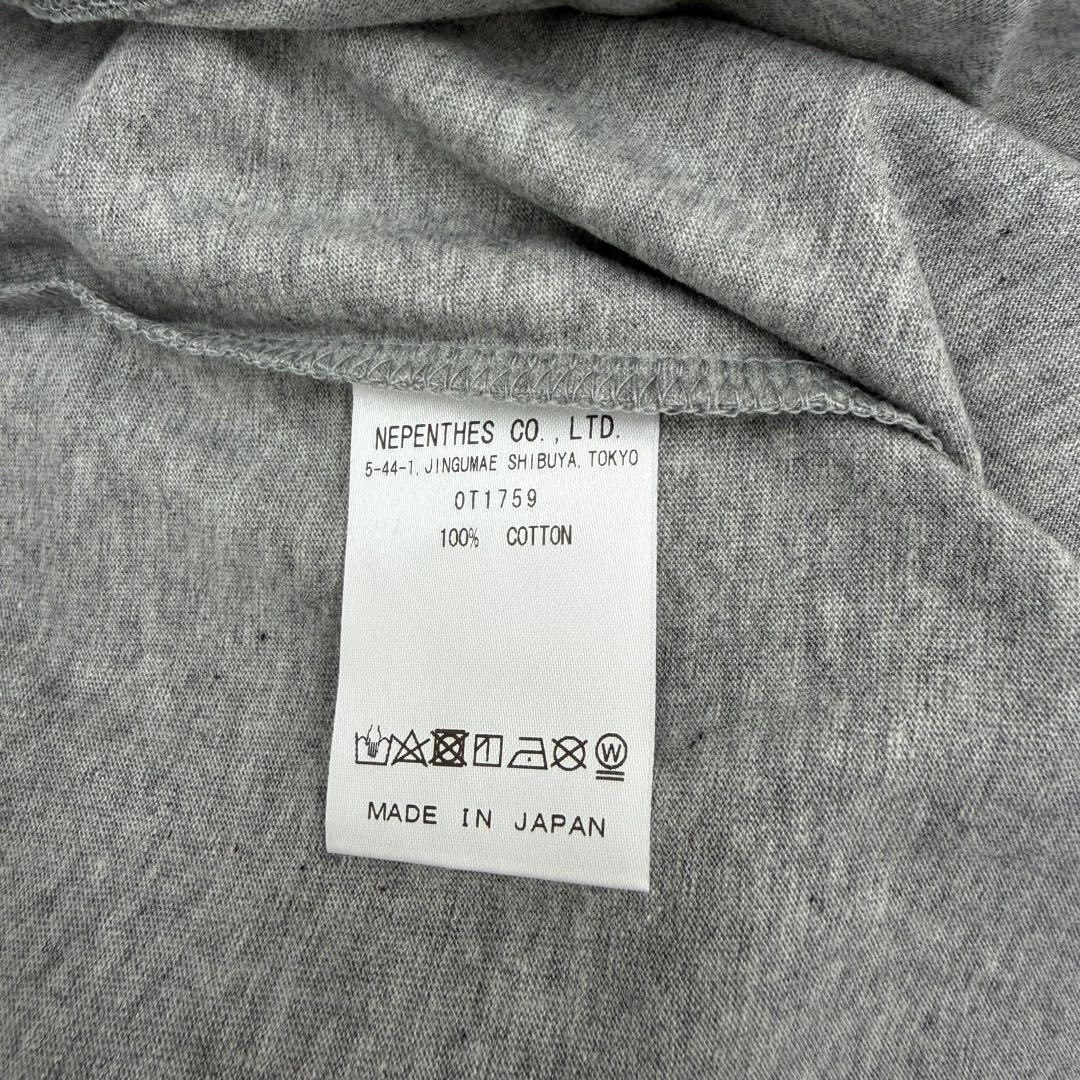 NEPENTHES CO., LTD.
5-44-1, JINGUMAE SHIBUYA, TOKYO
OT1759
100% COTTON
W
MADE IN JAPAN